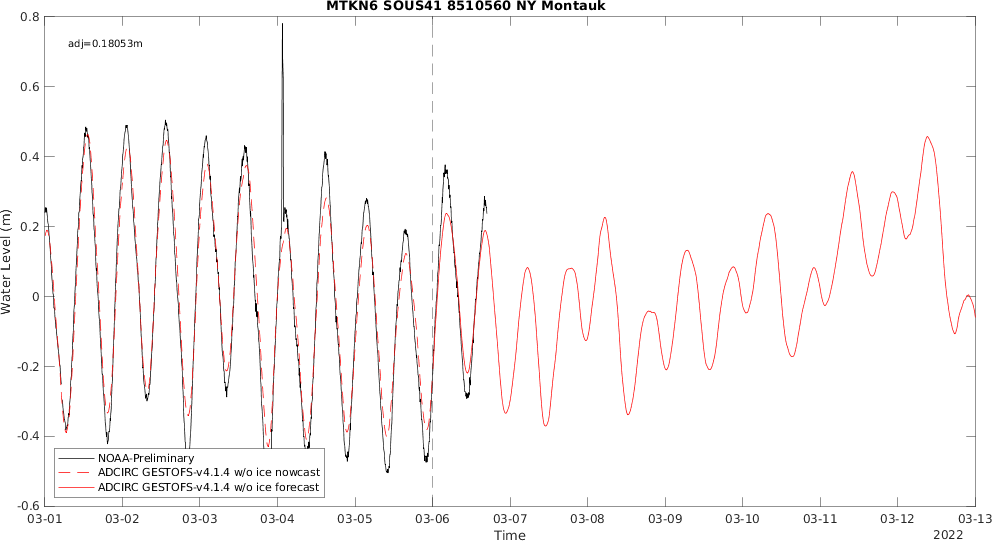 MTKN6 SOUS41 8510560 NY Montauk
adj=0.18053m
Water Level (m)
0.8
0.6
0.4
0.2
0
-0.2
-0.4
-0.6
NOAA-Preliminary
ADCIRC GESTOFS-v4.1.4 w/o ice nowcast
ADCIRC GESTOFS-v4.1.4 w/o ice forecast
03-01 03-02 03-03 03-04 03-05 03-06 03-07 03-08 03-09 03-10 03-11 03-12 03-13
Time
2022